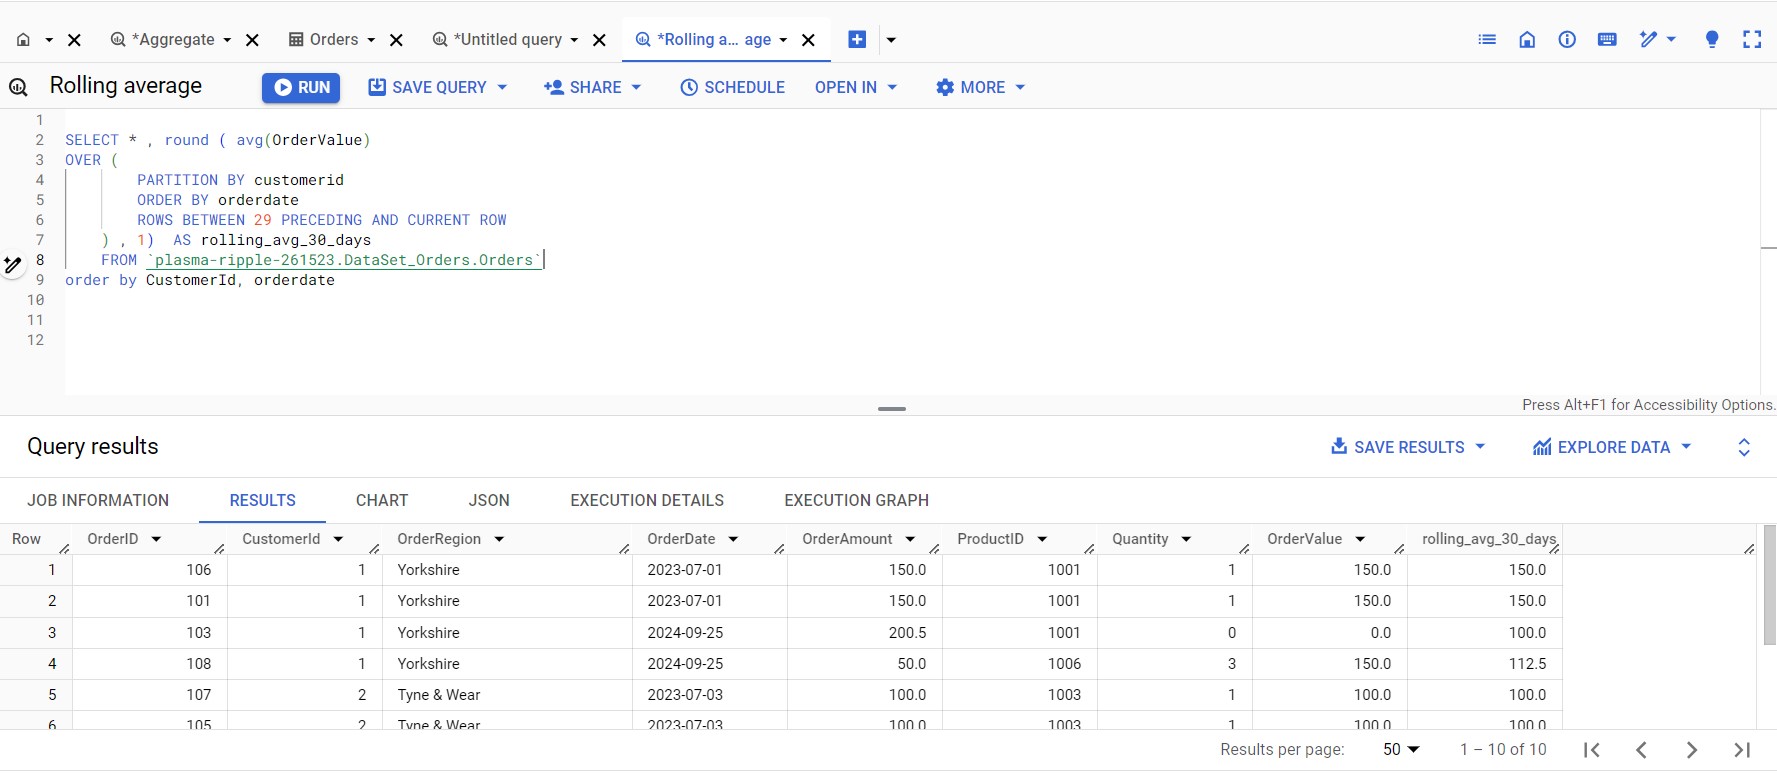 *Aggregate Orders *Untitled query *Rolling a... age
Rolling average RUN SAVE QUERY SHARE SCHEDULE OPEN IN MORE
1
2 SELECT * , round ( avg(OrderValue)
3 OVER (
4 PARTITION BY customerid
5 ORDER BY orderdate
6 ROWS BETWEEN 29 PRECEDING AND CURRENT ROW
7 ) , 1) AS rolling_avg_30_days
8 FROM `plasma-ripple-261523.DataSet_Orders.Orders`
9 order by CustomerId, orderdate
10
11
12
Press Alt+F1 for Accessibility Options.
Query results SAVE RESULTS EXPLORE DATA
JOB INFORMATION RESULTS CHART JSON EXECUTION DETAILS EXECUTION GRAPH
Row OrderID CustomerId OrderRegion OrderDate OrderAmount ProductID Quantity OrderValue rolling_avg_30_days
1 106 1 Yorkshire 2023-07-01 150.0 1001 1 150.0 150.0
2 101 1 Yorkshire 2023-07-01 150.0 1001 1 150.0 150.0
3 103 1 Yorkshire 2024-09-25 200.5 1001 0 0.0 100.0
4 108 1 Yorkshire 2024-09-25 50.0 1006 3 150.0 112.5
5 107 2 Tyne & Wear 2023-07-03 100.0 1003 1 100.0 100.0
6 105 2 Tyne & Wear 2023-07-03 100.0 1003 1 100.0 100.0
Results per page: 50 1 – 10 of 10